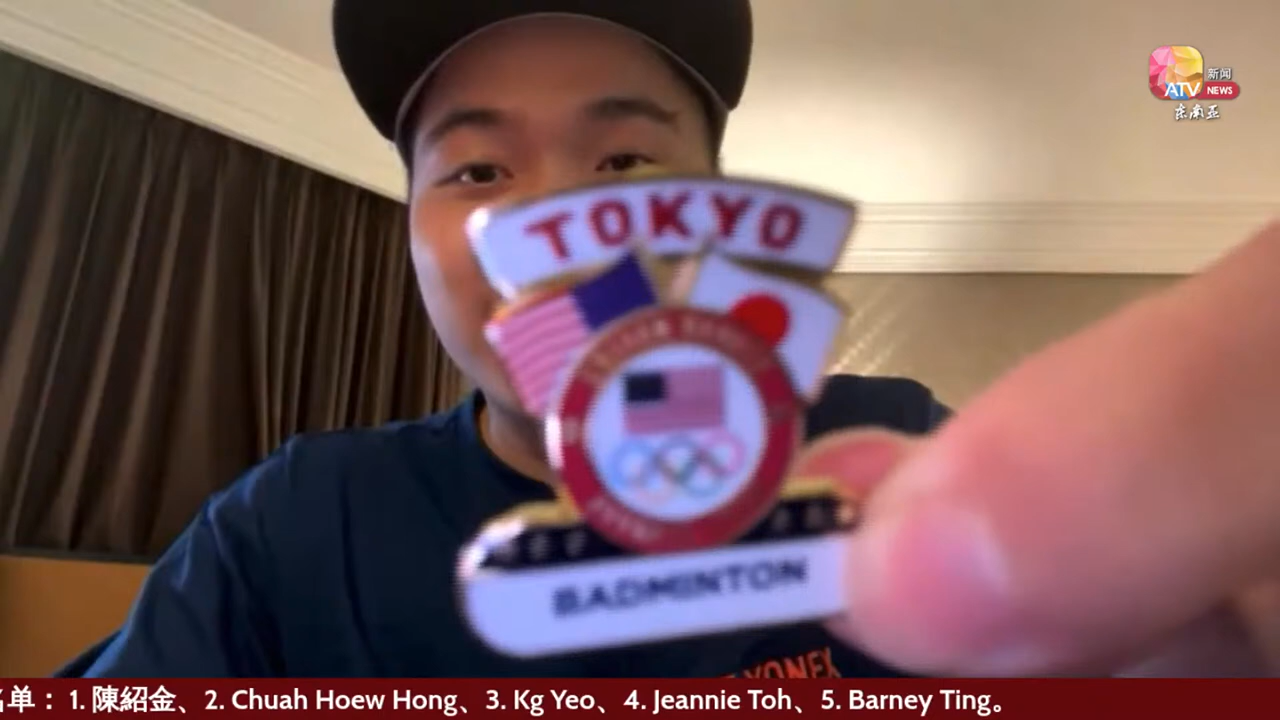 新闻
ATV NEWS
东南亚
TOKYO
BADMINTON
YONEX
单： 1. 陳紹金、2. Chuah Hoew Hong、3. Kg Yeo、4. Jeannie Toh、5. Barney Ting。